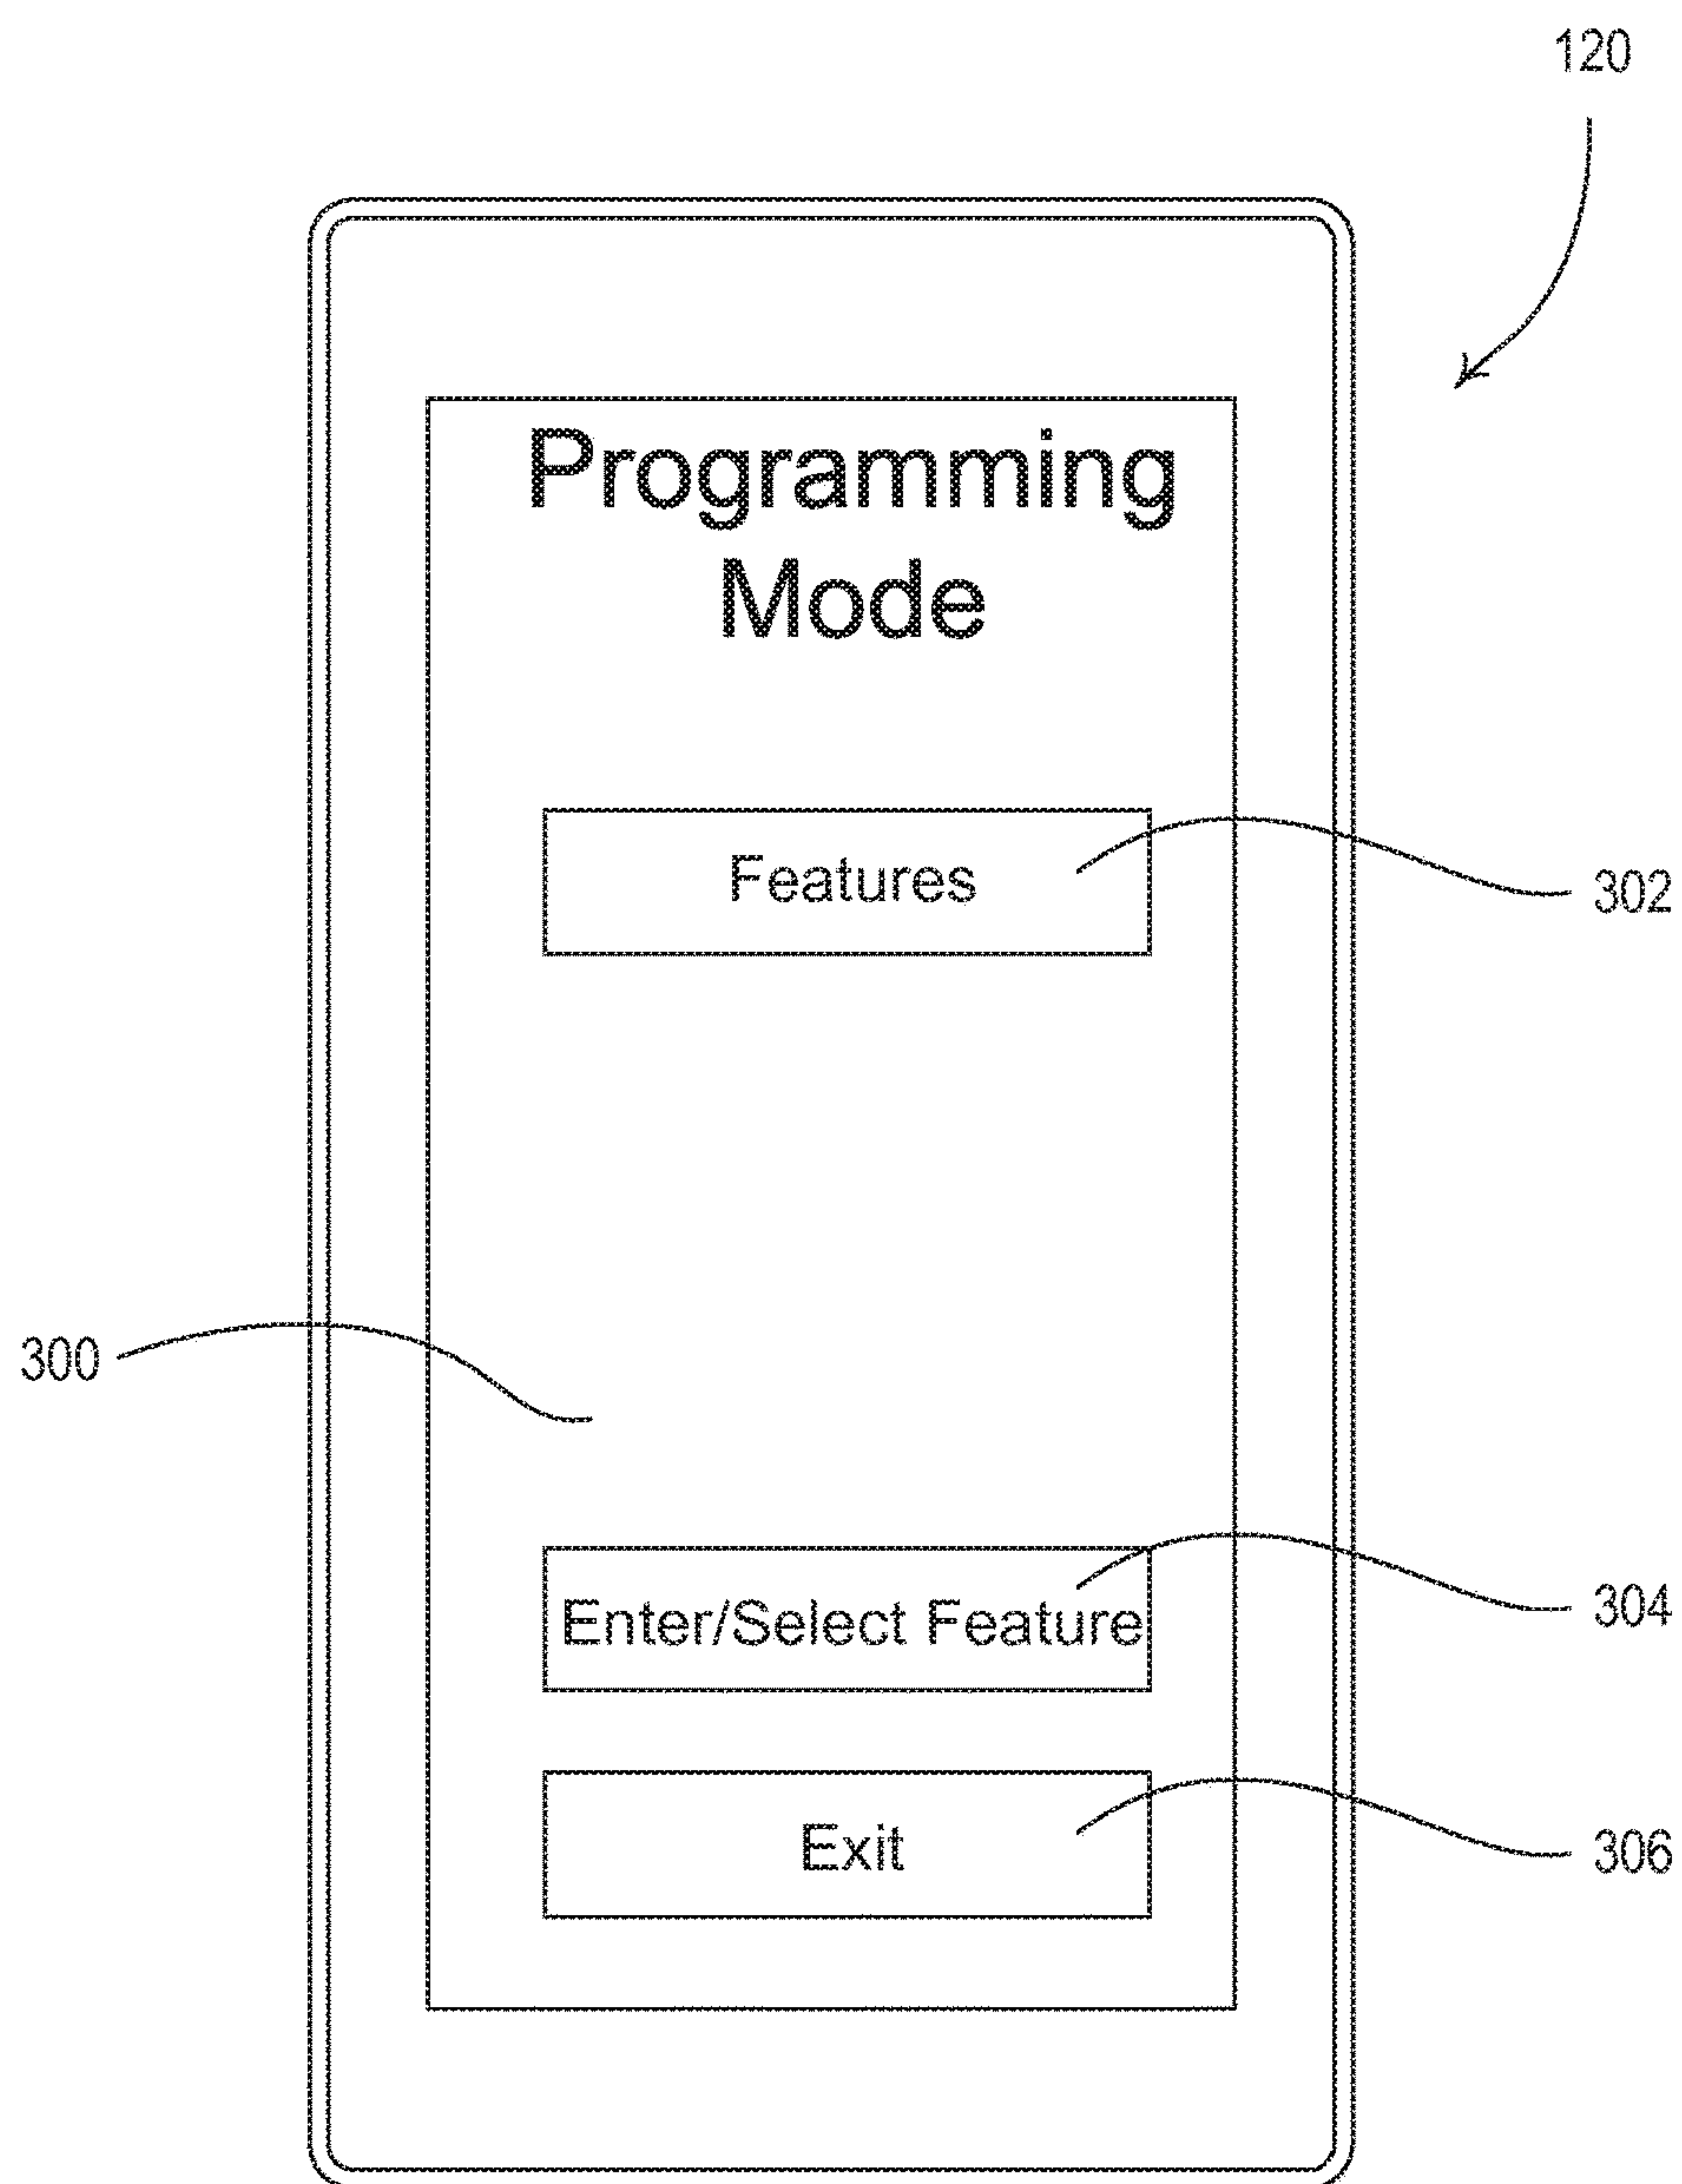 120
Programming
Mode
Features
302
300
Enter/Select Feature
304
Exit
306